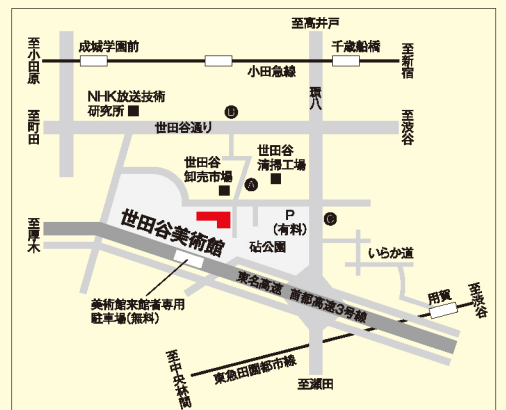 至高井戸
至小田原
成城学園前
千歳船橋
至新宿
小田急線
環八
NHK放送技術
研究所
至町田
D
世田谷通り
至渋谷
世田谷
卸売市場
世田谷
清掃工場
A
P
(有料)
C
至厚木
世田谷美術館
砧公園
いらか道
東名高速 首都高速3号線
美術館来館者専用
駐車場(無料)
用賀
至渋谷
至中央林間
東急田園都市線
至瀬田